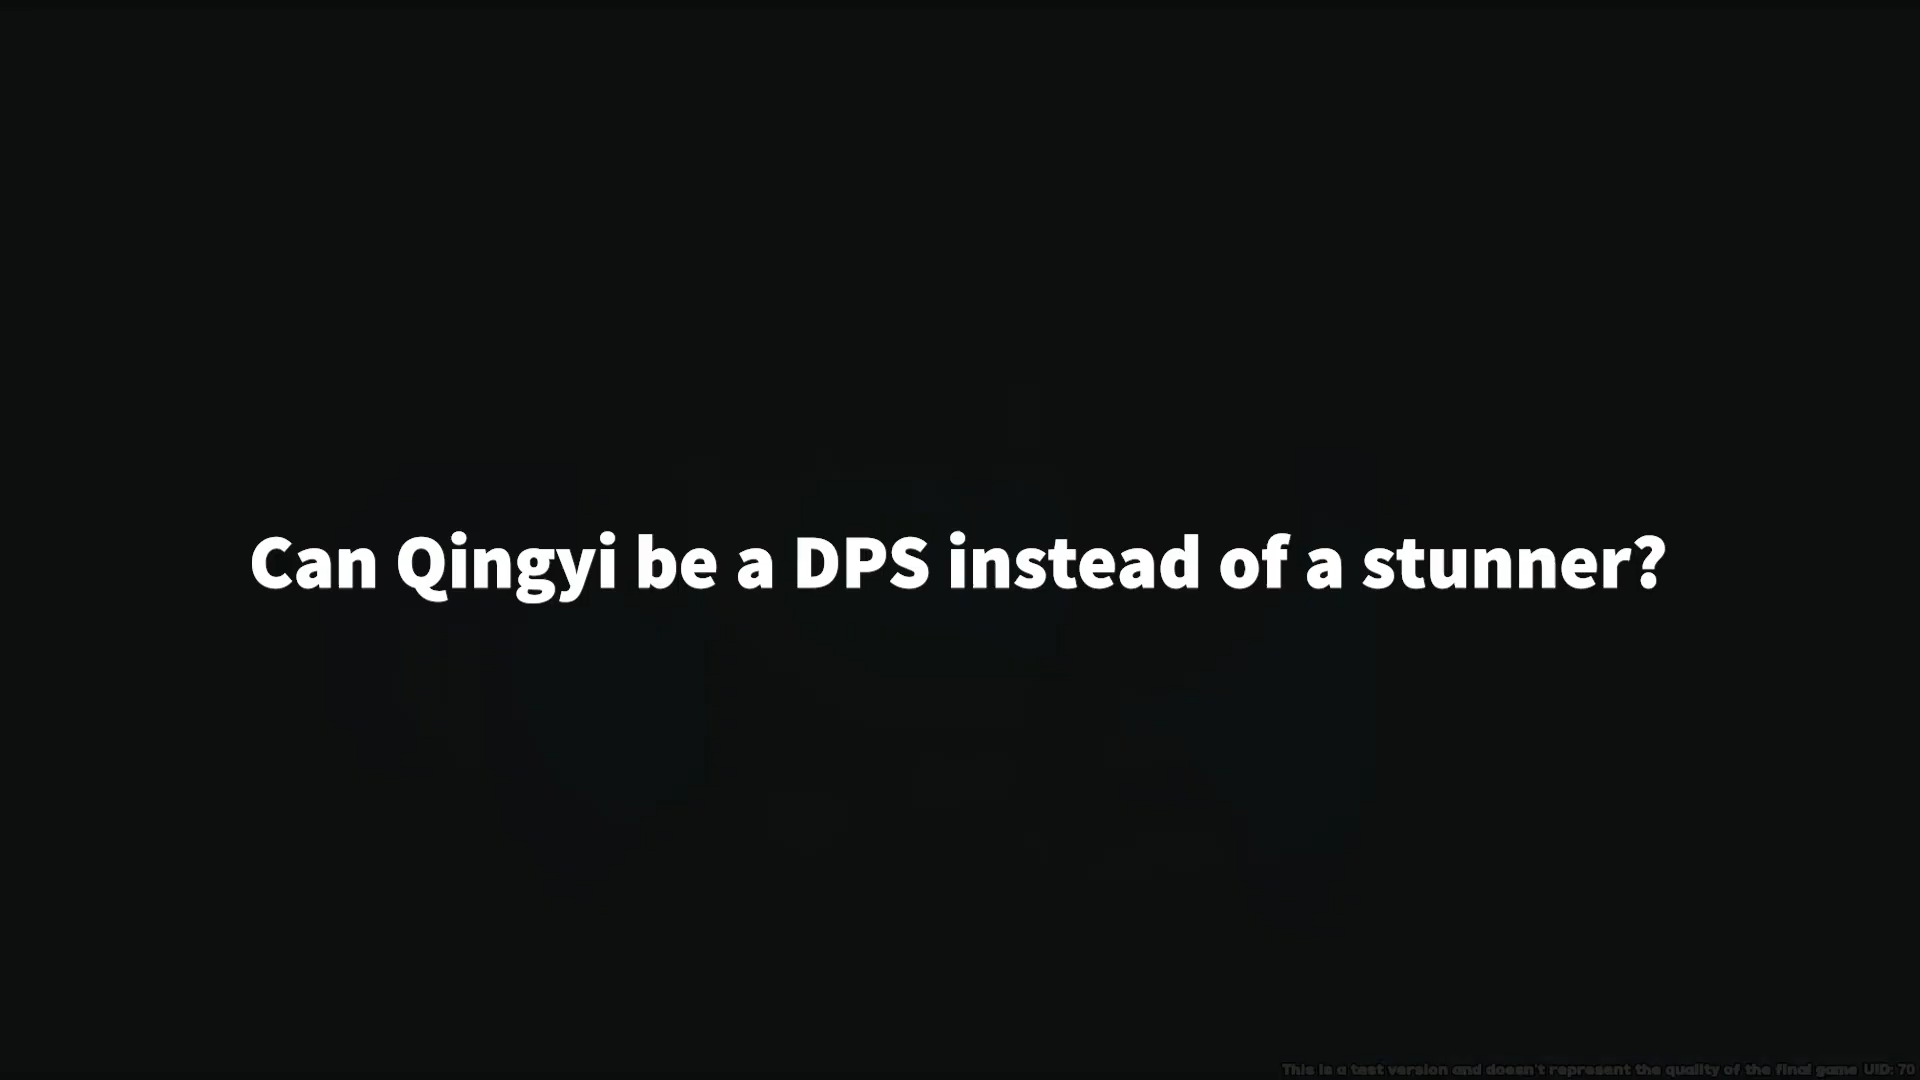 Can Qingyi be a DPS instead of a stunner?
This is a test version and doesn't represent the quality of the final game UID: 70